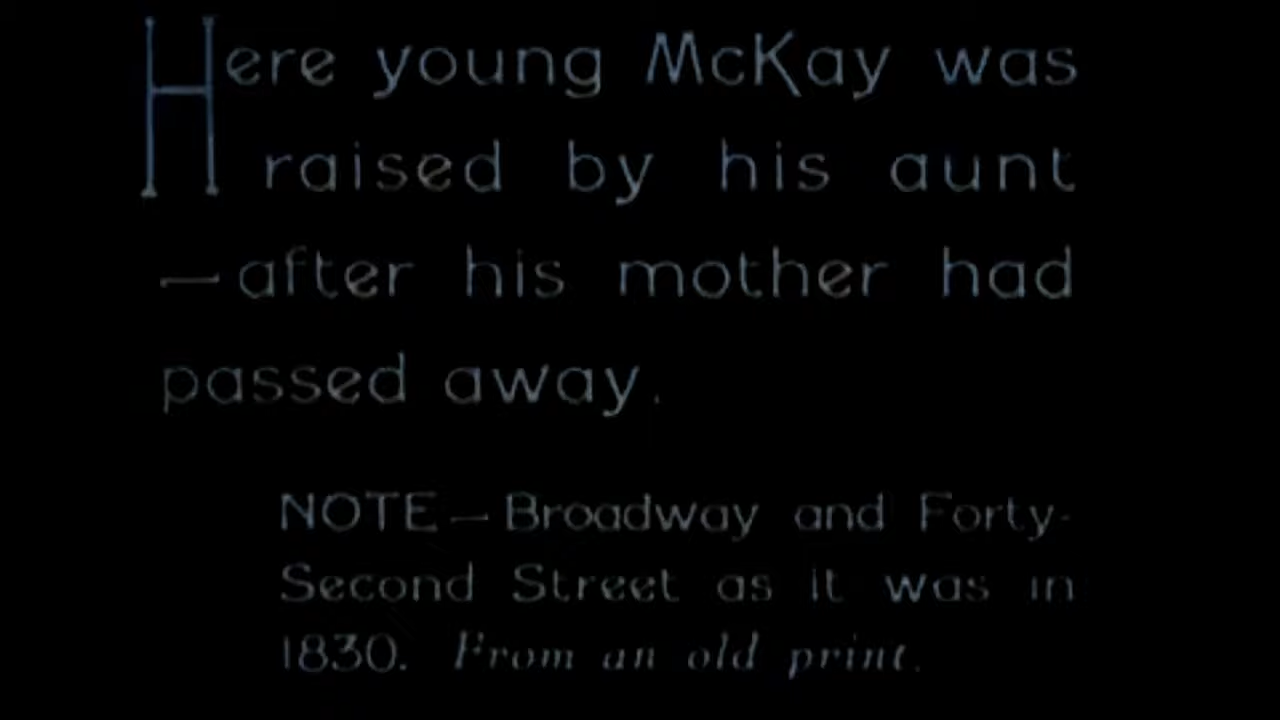 Here young McKay was
raised by his aunt
—after his mother had
passed away.
NOTE—Broadway and Forty-
Second Street as it was in
1830. From an old print.